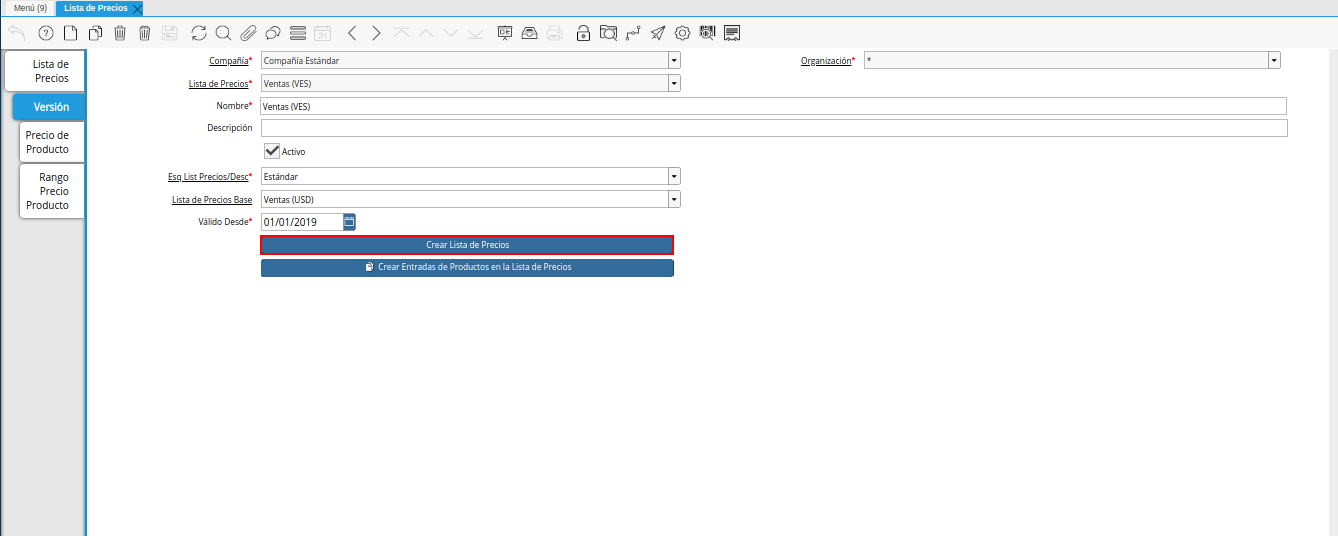 Menú (9)
Lista de Precios
31
Lista de
Precios
Versión
Precio de
Producto
Rango
Precio
Producto
Compañía* Compañía Estándar
Organización* *
Lista de Precios* Ventas (VES)
Nombre* Ventas (VES)
Descripción
Activo
Esq List Precios/Desc* Estándar
Lista de Precios Base Ventas (USD)
Válido Desde* 01/01/2019
Crear Lista de Precios
Crear Entradas de Productos en la Lista de Precios